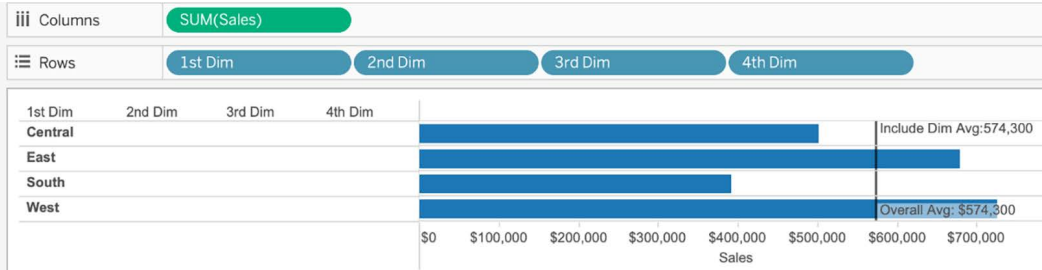 Columns SUM(Sales)
Rows 1st Dim 2nd Dim 3rd Dim 4th Dim
1st Dim 2nd Dim 3rd Dim 4th Dim
Central
Include Dim Avg:574,300
East
South
West
Overall Avg: $574,300
$0 $100,000 $200,000 $300,000 $400,000 $500,000 $600,000 $700,000
Sales